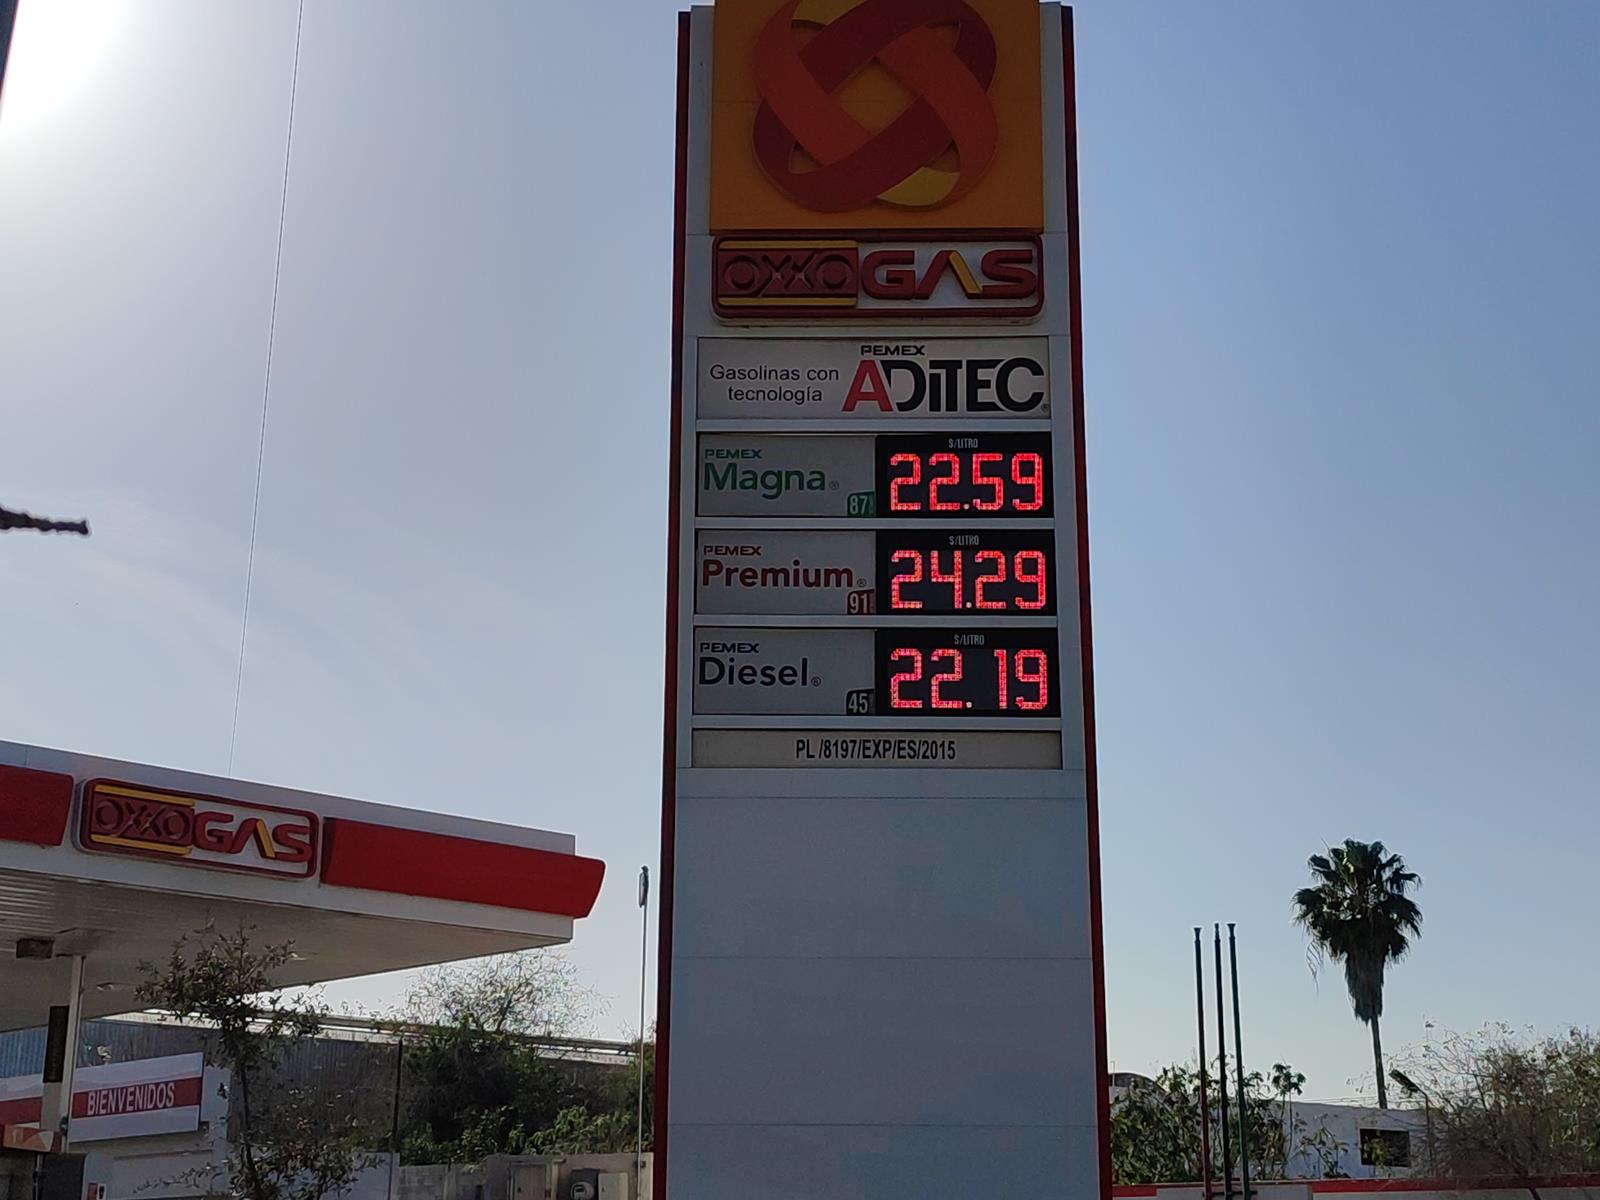 OXXO GAS
PEMEX
Gasolinas con
tecnología
ADITEC®
S/LITRO
PEMEX
Magna®
87
22.59
S/LITRO
PEMEX
Premium®
91
24.29
S/LITRO
PEMEX
Diesel®
45
22.19
PL /8197/EXP/ES/2015
OXXO GAS
BIENVENIDOS